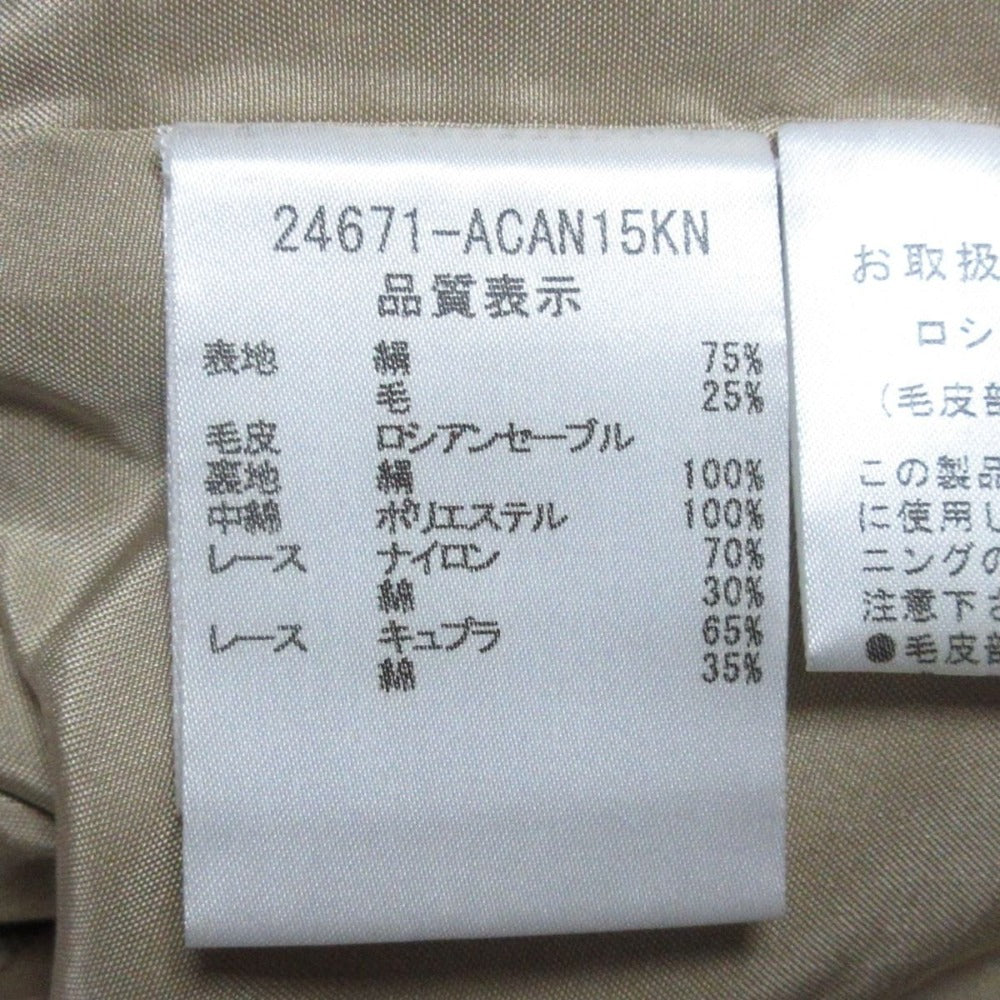 24671-ACAN15KN
品質表示
表地 絹 75%
毛 25%
毛皮 ロシアンセーブル
裏地 絹 100%
中綿 ポリエステル 100%
レース ナイロン 70%
綿 30%
レース キュプラ 65%
綿 35%
お取扱
ロシ
(毛皮部
この製品
に使用し
ニングの
注意下さ
●毛皮部